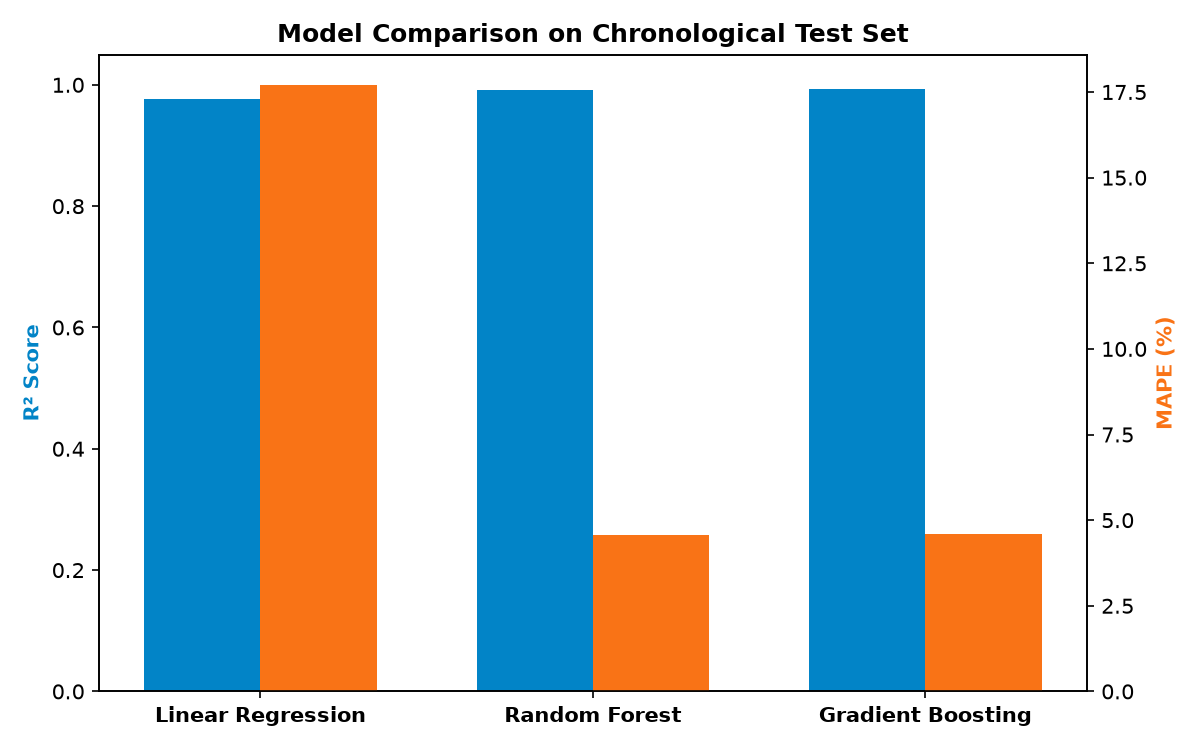 Model Comparison on Chronological Test Set
R² Score
1.0
0.8
0.6
0.4
0.2
0.0
17.5
15.0
12.5
10.0
7.5
5.0
2.5
0.0
MAPE (%)
Linear Regression
Random Forest
Gradient Boosting